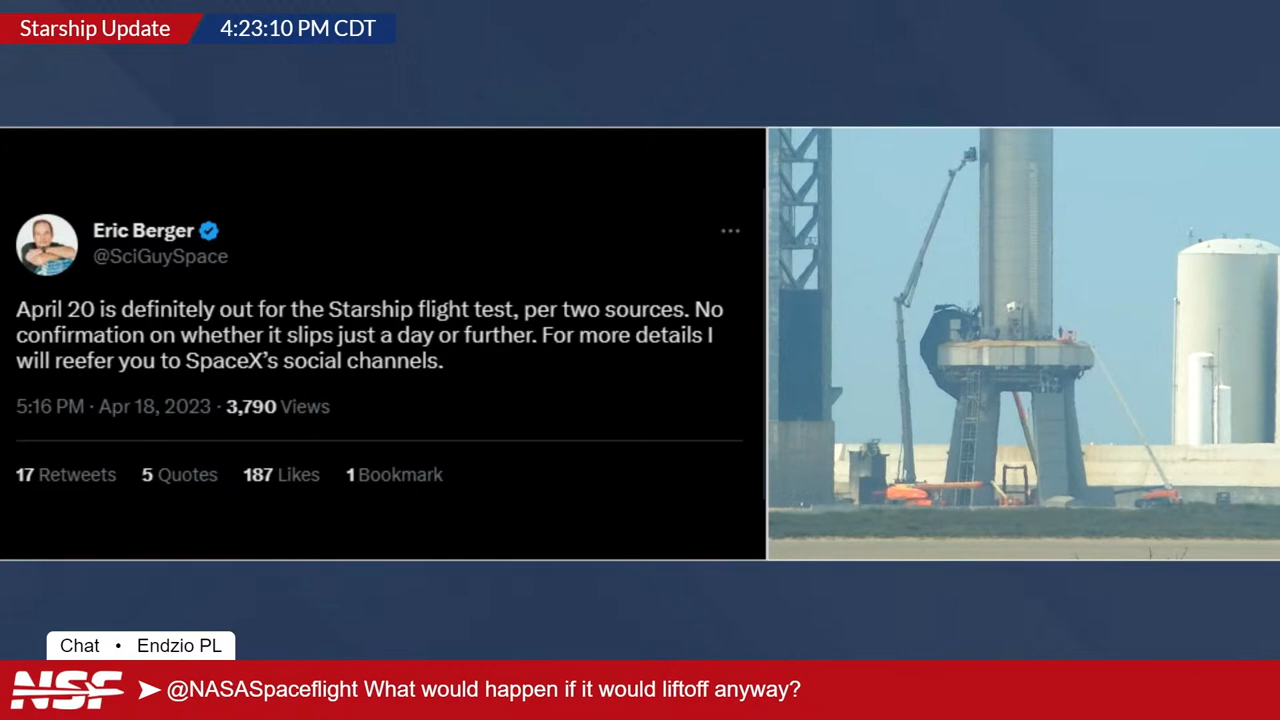 Starship Update
4:23:10 PM CDT
Eric Berger
@SciGuySpace
April 20 is definitely out for the Starship flight test, per two sources. No
confirmation on whether it slips just a day or further. For more details I
will reefer you to SpaceX’s social channels.
5:16 PM · Apr 18, 2023 · 3,790 Views
17 Retweets 5 Quotes 187 Likes 1 Bookmark
Chat • Endzio PL
NSF
@NASASpaceflight What would happen if it would liftoff anyway?